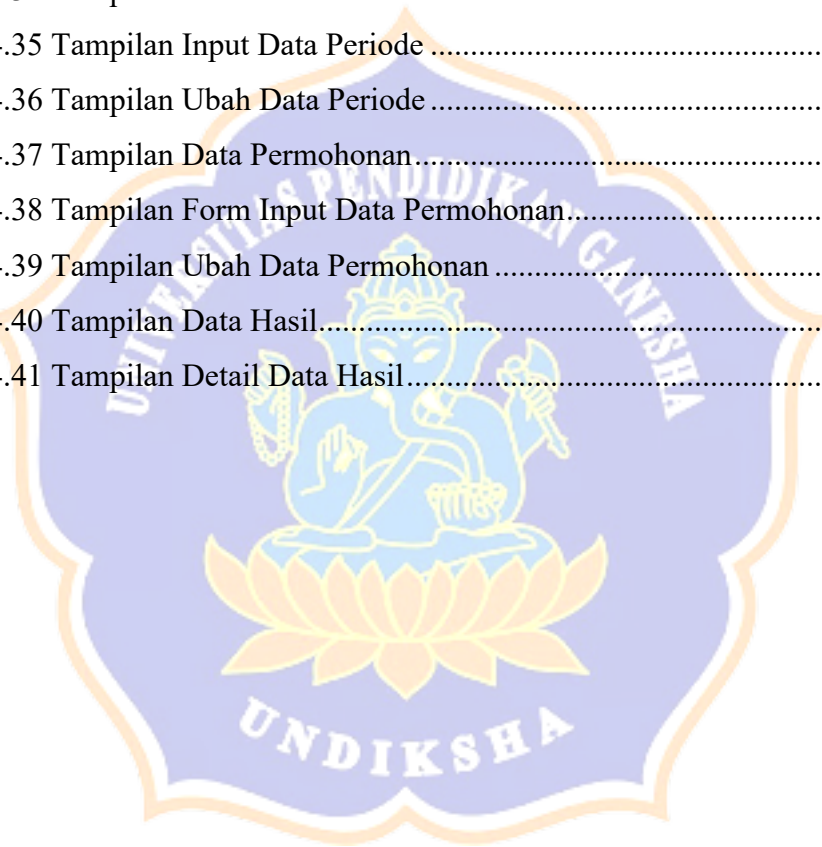 .35 Tampilan Input Data Periode ..................................................
.36 Tampilan Ubah Data Periode ..................................................
.37 Tampilan Data Permohonan....................................................
.38 Tampilan Form Input Data Permohonan................................
.39 Tampilan Ubah Data Permohonan ..........................................
.40 Tampilan Data Hasil................................................................
.41 Tampilan Detail Data Hasil.....................................................
UNIVERSITAS PENDIDIKAN GANESHA
UNDIKSHA